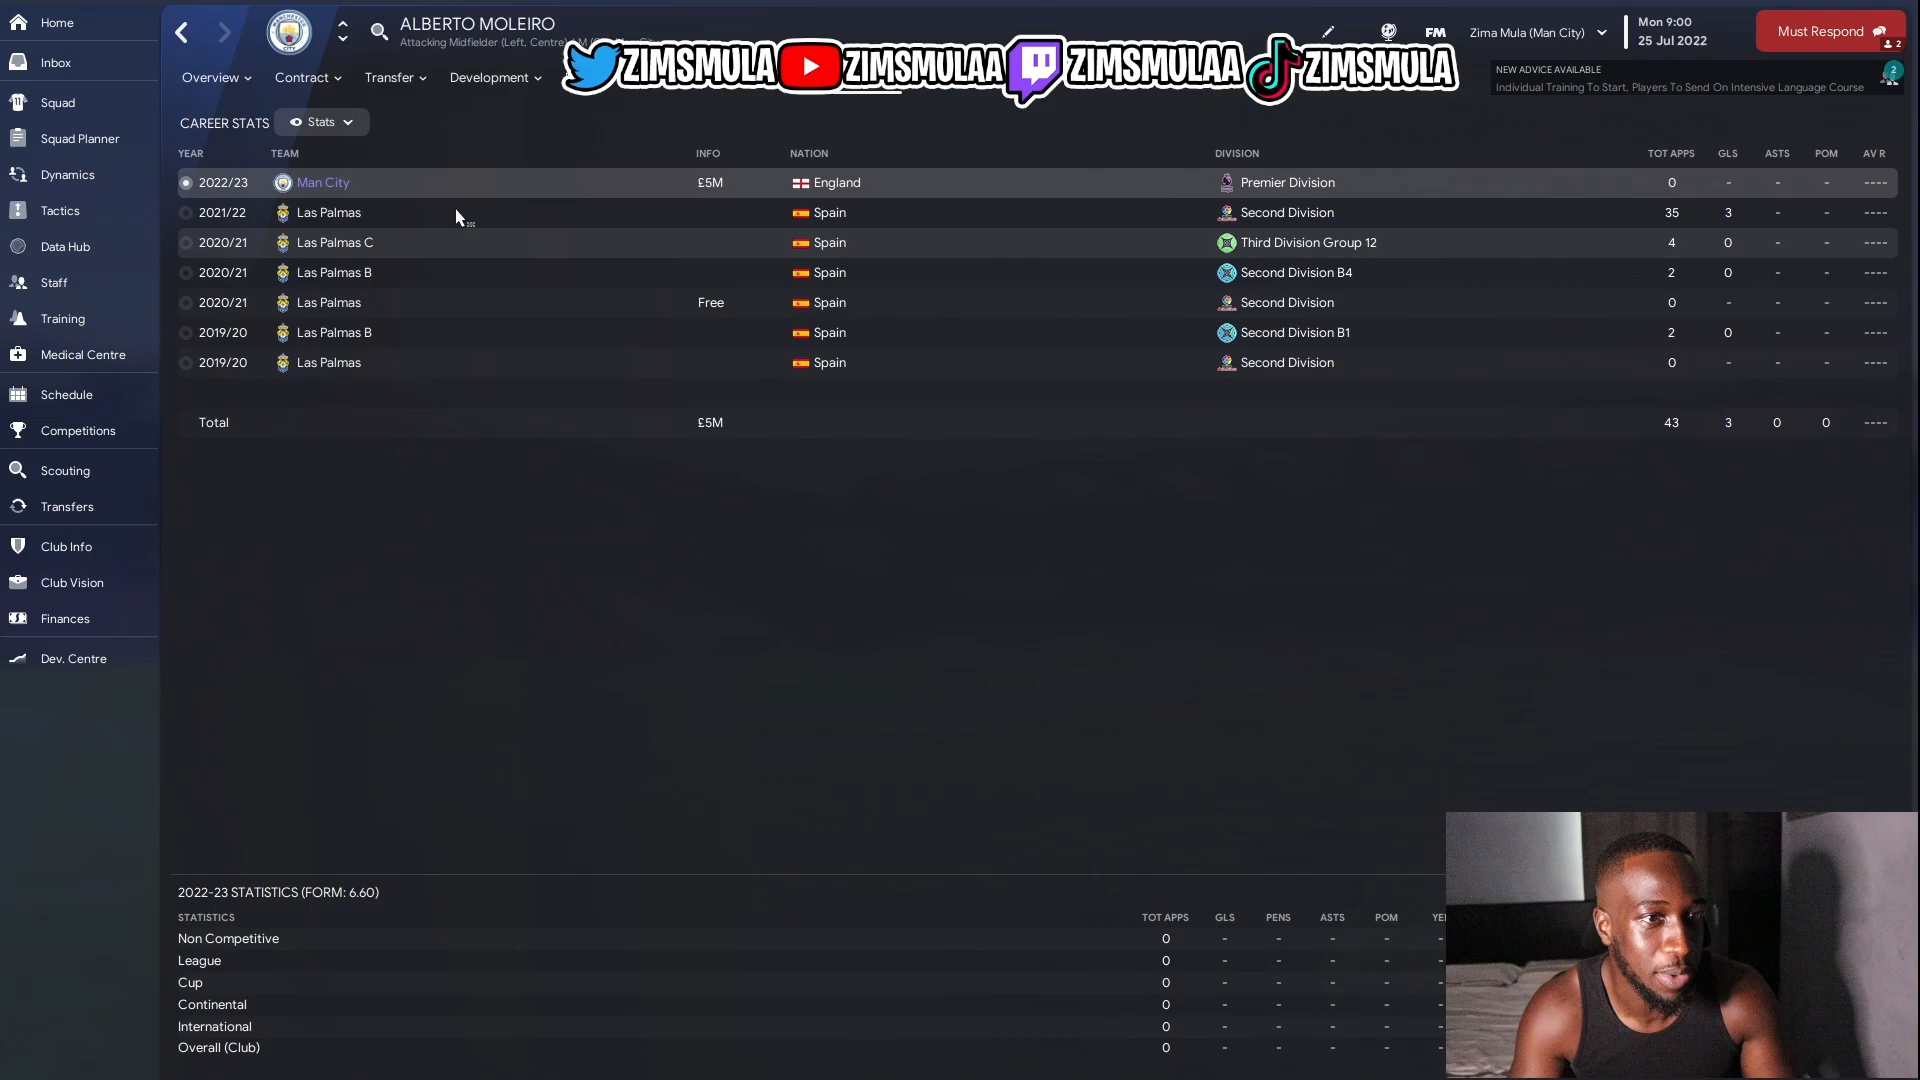 Home
Inbox
Squad
Squad Planner
Dynamics
Tactics
Data Hub
Staff
Training
Medical Centre
Schedule
Competitions
Scouting
Transfers
Club Info
Club Vision
Finances
Dev. Centre
ALBERTO MOLEIRO
Attacking Midfielder (Left, Centre)
FM
Zima Mula (Man City)
Mon 9:00
25 Jul 2022
Must Respond
2
Overview
Contract
Transfer
Development
ZIMSMULA
ZIMSMULAA
ZIMSMULAA
ZIMSMULA
NEW ADVICE AVAILABLE
2
Individual Training To Start, Players To Send On Intensive Language Course
CAREER STATS
Stats
YEAR TEAM INFO NATION DIVISION TOT APPS GLS ASTS POM AV R
2022/23 Man City £5M England Premier Division 0 - - - ----
2021/22 Las Palmas Spain Second Division 35 3 - - ----
2020/21 Las Palmas C Spain Third Division Group 12 4 0 - - ----
2020/21 Las Palmas B Spain Second Division B4 2 0 - - ----
2020/21 Las Palmas Free Spain Second Division 0 - - - ----
2019/20 Las Palmas B Spain Second Division B1 2 0 - - ----
2019/20 Las Palmas Spain Second Division 0 - - - ----
Total £5M 43 3 0 0 ----
2022-23 STATISTICS (FORM: 6.60)
STATISTICS TOT APPS GLS PENS ASTS POM
Non Competitive 0 - - - - -
League 0 - - - - -
Cup 0 - - - - -
Continental 0 - - - - -
International 0 - - - - -
Overall (Club) 0 - - - - -